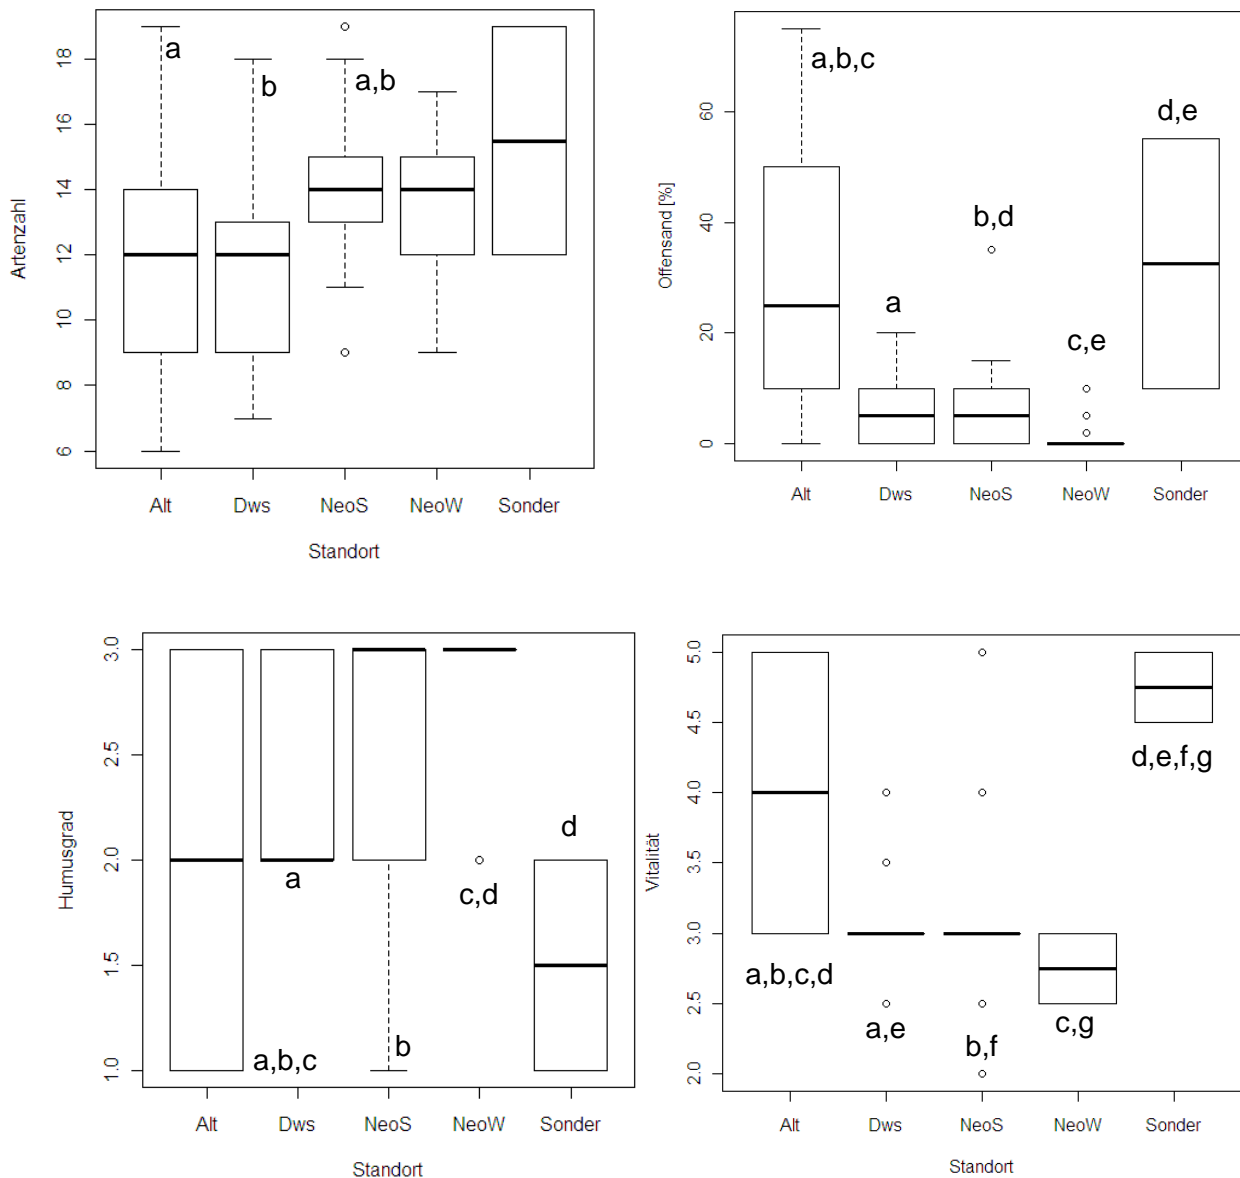 Artenzahl
18
16
14
12
10
8
6
a
b
a,b
Alt Dws NeoS NeoW Sonder
Standort
Offensand [%]
60
40
20
0
a,b,c
a
b,d
c,e
d,e
Alt Dws NeoS NeoW Sonder
Humusgrad
3.0
2.5
2.0
1.5
1.0
a,b,c
a
b
c,d
d
Alt Dws NeoS NeoW Sonder
Standort
Vitalität
5.0
4.5
4.0
3.5
3.0
2.5
2.0
a,b,c,d
a,e
b,f
c,g
d,e,f,g
Alt Dws NeoS NeoW Sonder
Standort